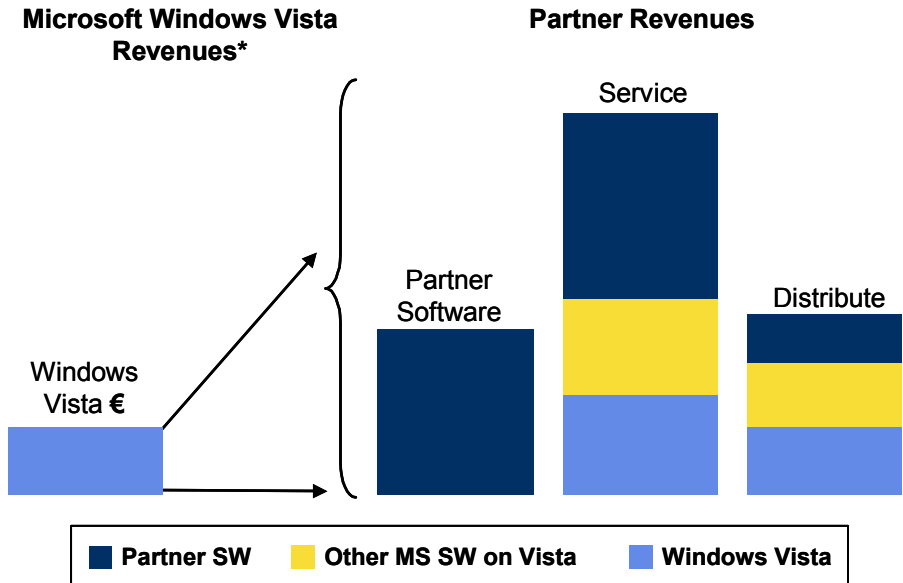 Microsoft Windows Vista
Revenues*
Partner Revenues
Service
Partner
Software
Distribute
Windows
Vista €
Partner SW
Other MS SW on Vista
Windows Vista